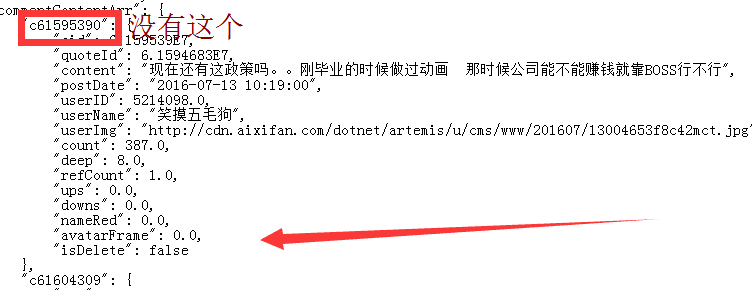 commentContentArr": {
"c61595390": { 没有这个
"cid": 6.159539E7,
"quoteId": 6.1594683E7,
"content": "现在还有这政策吗。。刚毕业的时候做过动画  那时候公司能不能赚钱就靠BOSS行不行",
"postDate": "2016-07-13 10:19:00",
"userID": 5214098.0,
"userName": "笑摸五毛狗",
"userImg": "http://cdn.aixifan.com/dotnet/artemis/u/cms/www/201607/13004653f8c42mct.jpg"
"count": 387.0,
"deep": 8.0,
"refCount": 1.0,
"ups": 0.0,
"downs": 0.0,
"nameRed": 0.0,
"avatarFrame": 0.0,
"isDelete": false
},
"c61604309": {